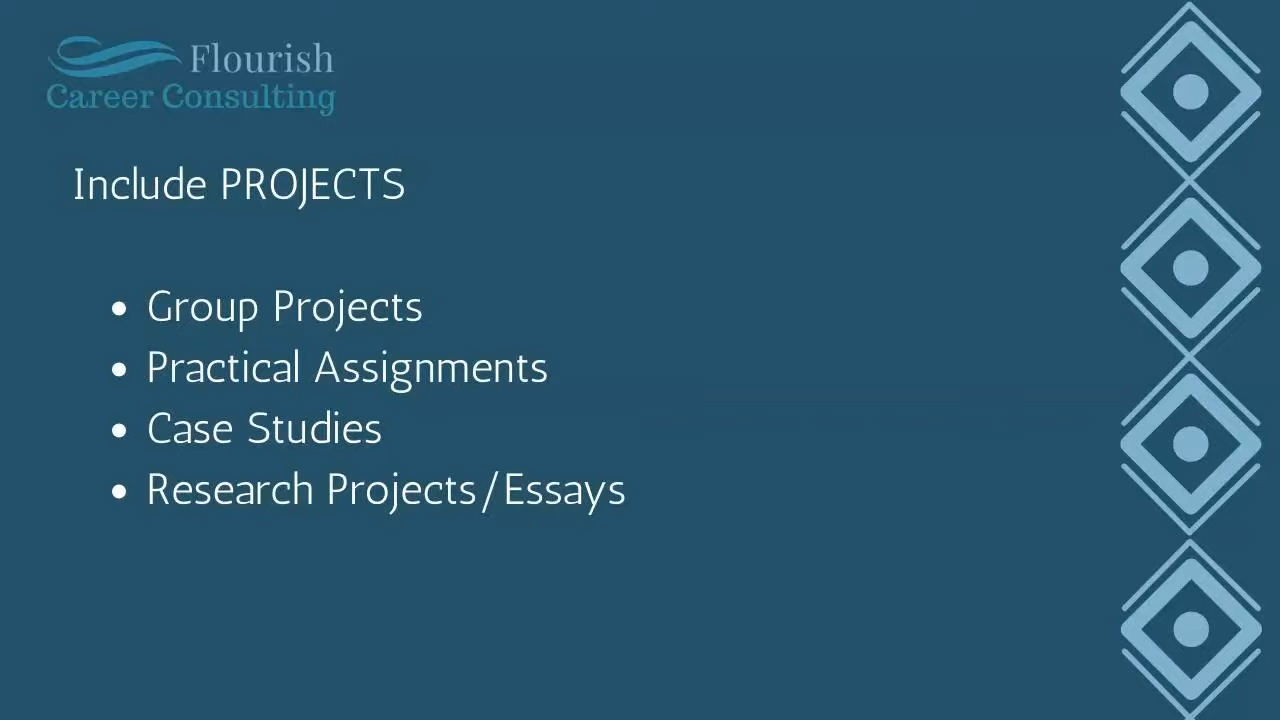 Flourish
Career Consulting
Include PROJECTS
• Group Projects
• Practical Assignments
• Case Studies
• Research Projects/Essays